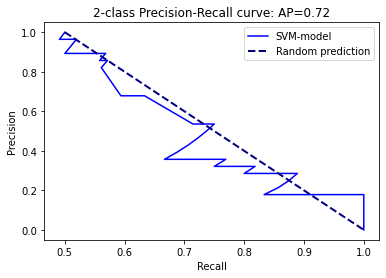 2-class Precision-Recall curve: AP=0.72
SVM-model
Random prediction
Precision
1.0
0.8
0.6
0.4
0.2
0.0
0.5
0.6
0.7
0.8
0.9
1.0
Recall